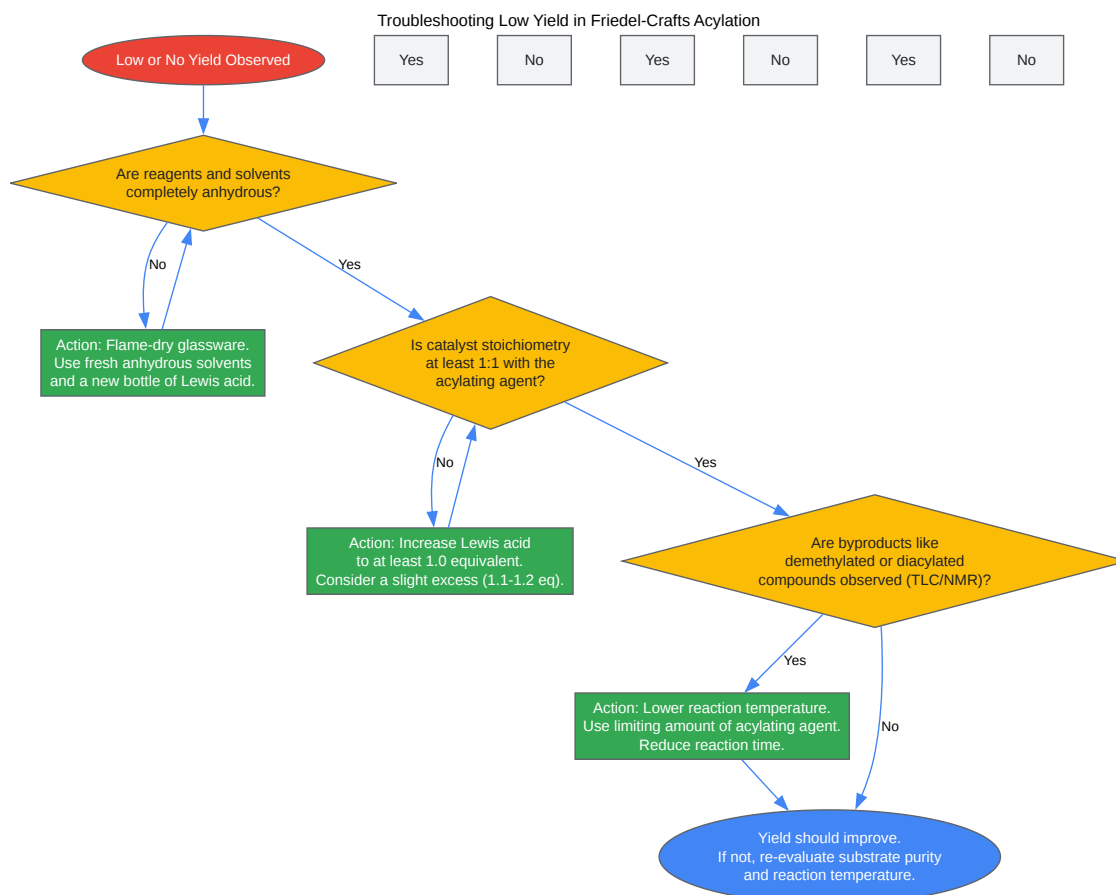 Troubleshooting Low Yield in Friedel-Crafts Acylation
Low or No Yield Observed
Yes
No
Yes
No
Yes
No
Are reagents and solvents
completely anhydrous?
No
Yes
Action: Flame-dry glassware.
Use fresh anhydrous solvents
and a new bottle of Lewis acid.
Is catalyst stoichiometry
at least 1:1 with the
acylating agent?
No
Yes
Action: Increase Lewis acid
to at least 1.0 equivalent.
Consider a slight excess (1.1-1.2 eq).
Are byproducts like
demethylated or diacylated
compounds observed (TLC/NMR)?
Yes
No
Action: Lower reaction temperature.
Use limiting amount of acylating agent.
Reduce reaction time.
Yield should improve.
If not, re-evaluate substrate purity
and reaction temperature.